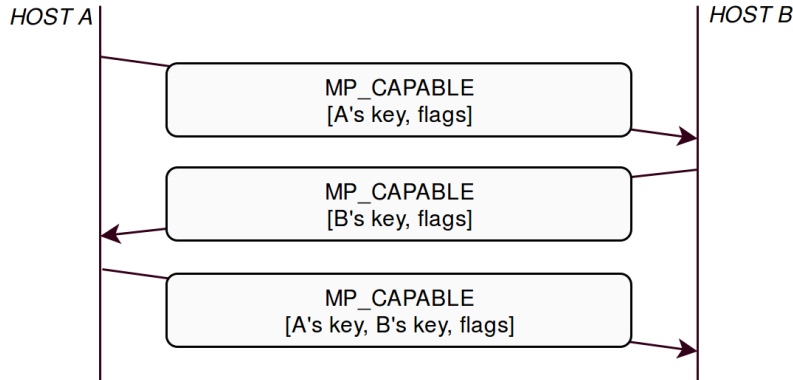 HOST A
HOST B
MP_CAPABLE
[A's key, flags]
MP_CAPABLE
[B's key, flags]
MP_CAPABLE
[A's key, B's key, flags]